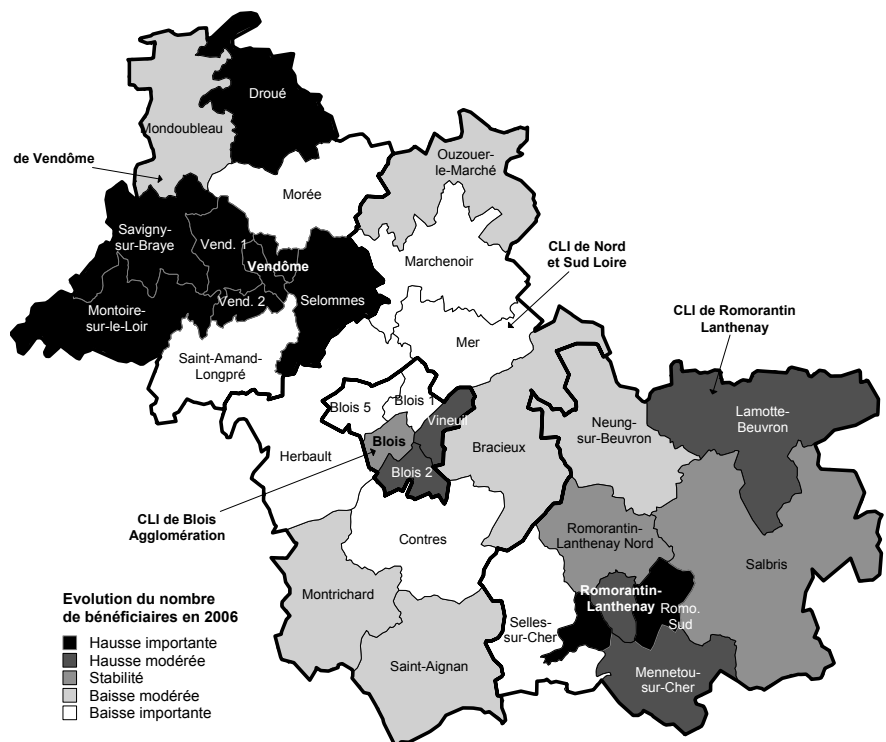 Droué
Mondoubleau
de Vendôme
Ouzouer-
le-Marché
Morée
Savigny-
sur-Braye
Vend. 1
Vendôme
Marchenoir
CLI de Nord
et Sud Loire
Montoire-
sur-le-Loir
Vend. 2
Selommes
CLI de Romorantin
Lanthenay
Mer
Saint-Amand-
Longpré
Blois 5
Blois 1
Vineuil
Lamotte-
Beuvron
Neung-
sur-Beuvron
Herbault
Blois
Bracieux
Blois 2
CLI de Blois
Agglomération
Contres
Romorantin-
Lanthenay Nord
Salbris
Montrichard
Romorantin-
Lanthenay
Romo.
Sud
Selles-
sur-Cher
Saint-Aignan
Mennetou-
sur-Cher
Evolution du nombre
de bénéficiaires en 2006
Hausse importante
Hausse modérée
Stabilité
Baisse modérée
Baisse importante